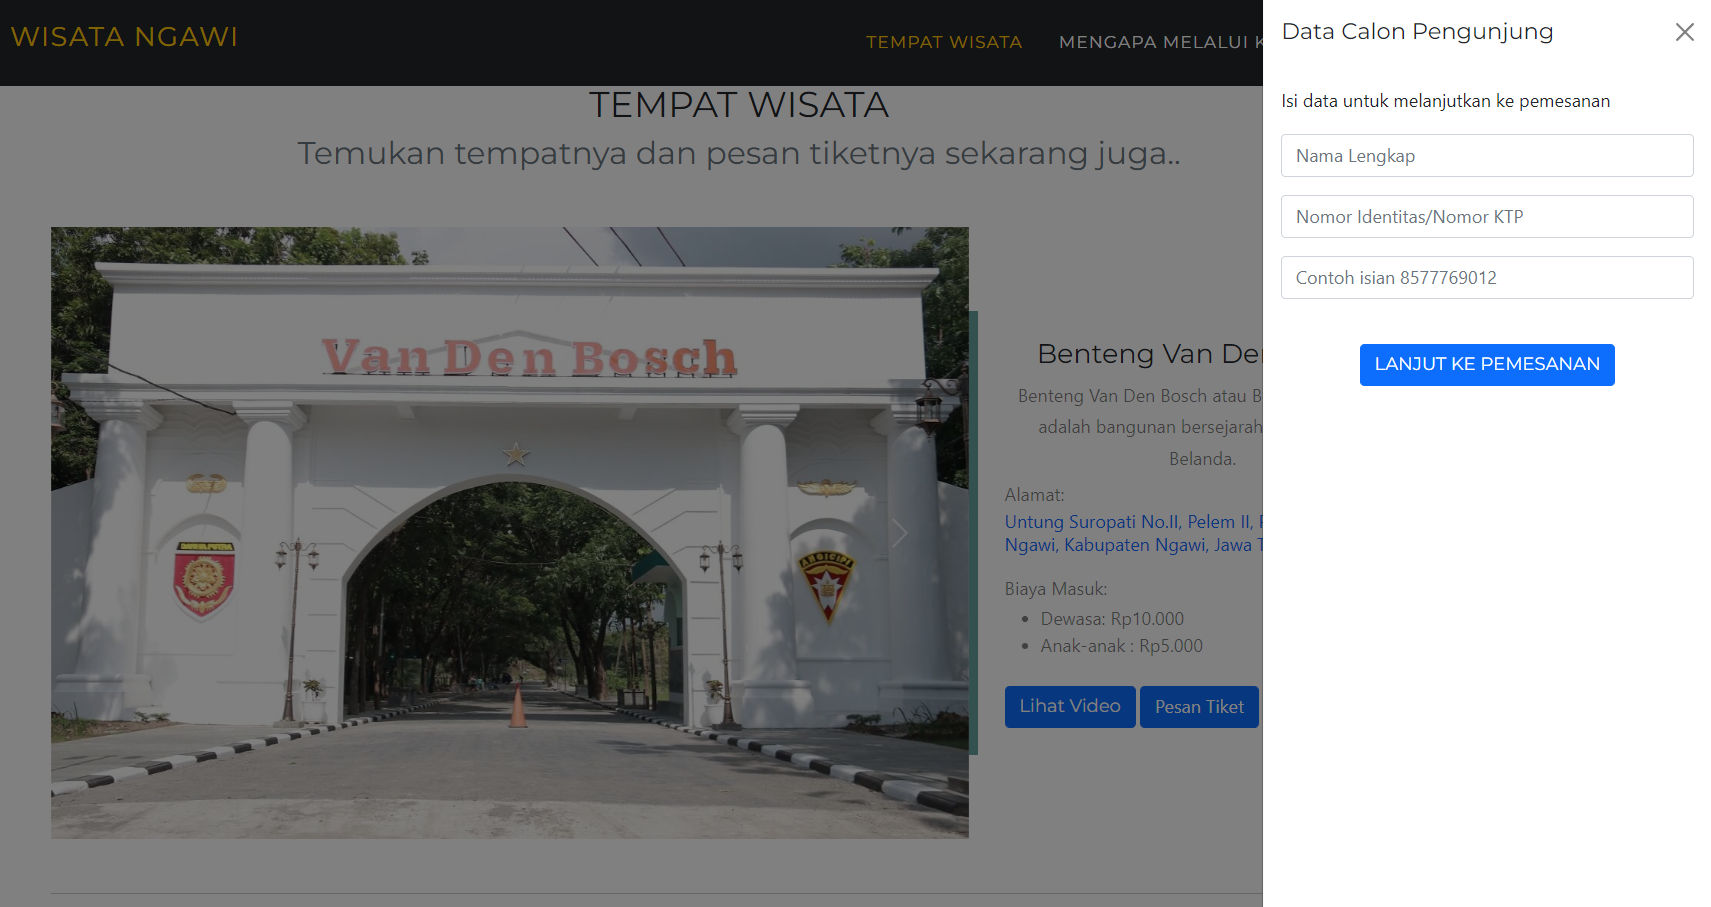 WISATA NGAWI
TEMPAT WISATA
MENGAPA MELALUI
TEMPAT WISATA
Temukan tempatnya dan pesan tiketnya sekarang juga..
Van Den Bosch
Benteng Van
Benteng Van Den Bosch atau
adalah bangunan bersejarah
Belanda.
Alamat:
Untung Suropati No.II, Pelem II,
Ngawi, Kabupaten Ngawi, Jawa
Biaya Masuk:
Dewasa: Rp10.000
Anak-anak : Rp5.000
Lihat Video
Pesan Tiket
Data Calon Pengunjung
Isi data untuk melanjutkan ke pemesanan
Nama Lengkap
Nomor Identitas/Nomor KTP
Contoh isian 8577769012
LANJUT KE PEMESANAN